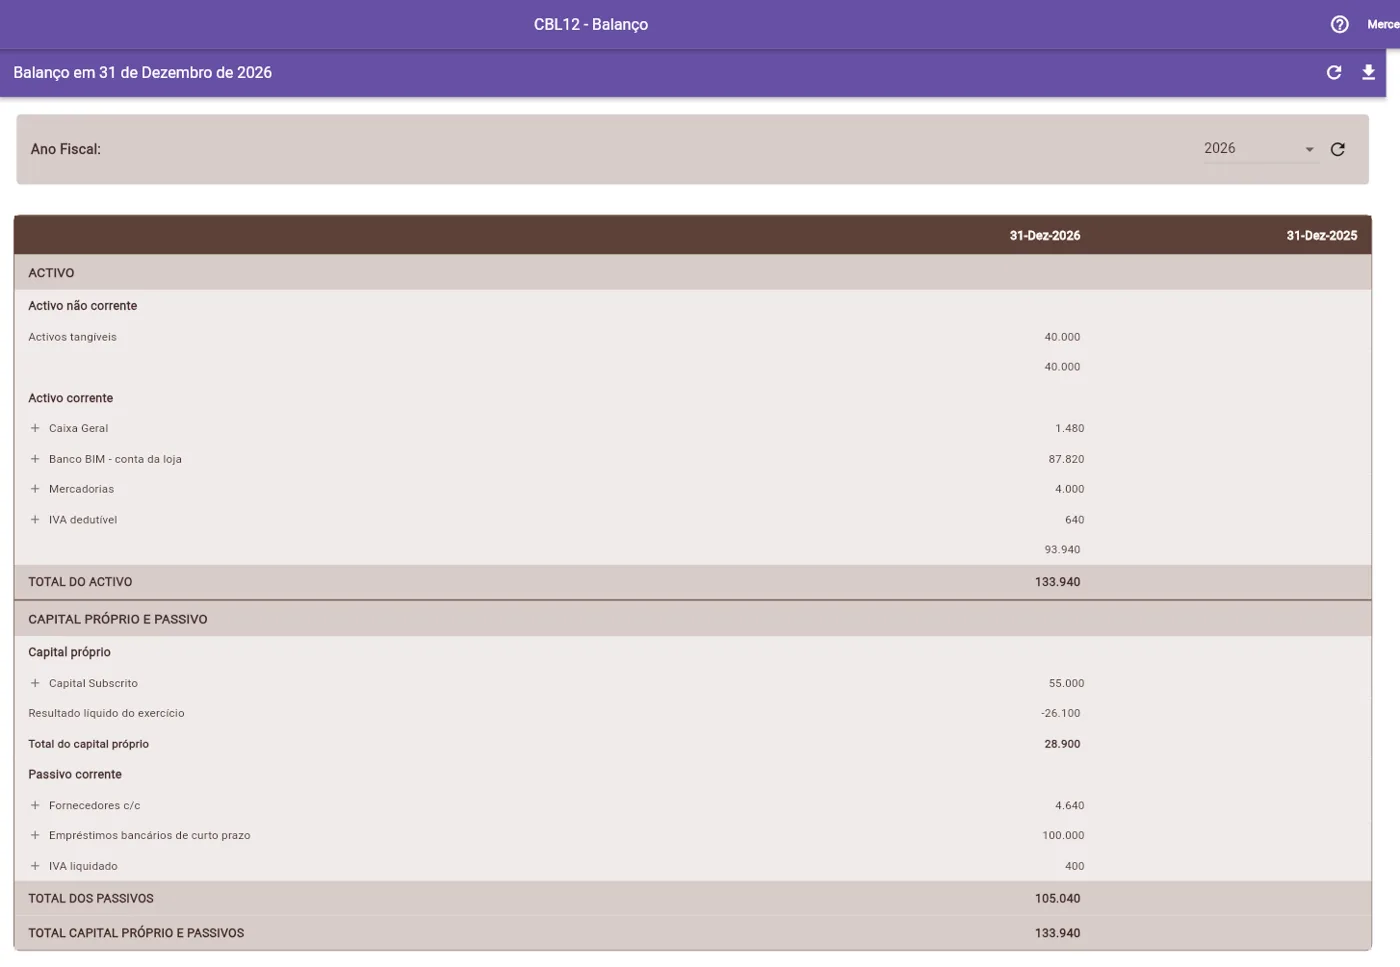 CBL12 - Balanço
Merce
Balanço em 31 de Dezembro de 2026
Ano Fiscal: 2026
31-Dez-2026 31-Dez-2025
ACTIVO
Activo não corrente
Activos tangíveis 40.000
40.000
Activo corrente
+ Caixa Geral 1.480
+ Banco BIM - conta da loja 87.820
+ Mercadorias 4.000
+ IVA dedutível 640
93.940
TOTAL DO ACTIVO 133.940
CAPITAL PRÓPRIO E PASSIVO
Capital próprio
+ Capital Subscrito 55.000
Resultado líquido do exercício -26.100
Total do capital próprio 28.900
Passivo corrente
+ Fornecedores c/c 4.640
+ Empréstimos bancários de curto prazo 100.000
+ IVA liquidado 400
TOTAL DOS PASSIVOS 105.040
TOTAL CAPITAL PRÓPRIO E PASSIVOS 133.940